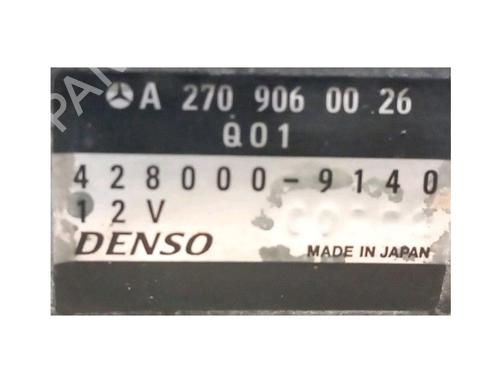 A 270 906 00 26
Q01
428000-9140
12V
DENSO
MADE IN JAPAN